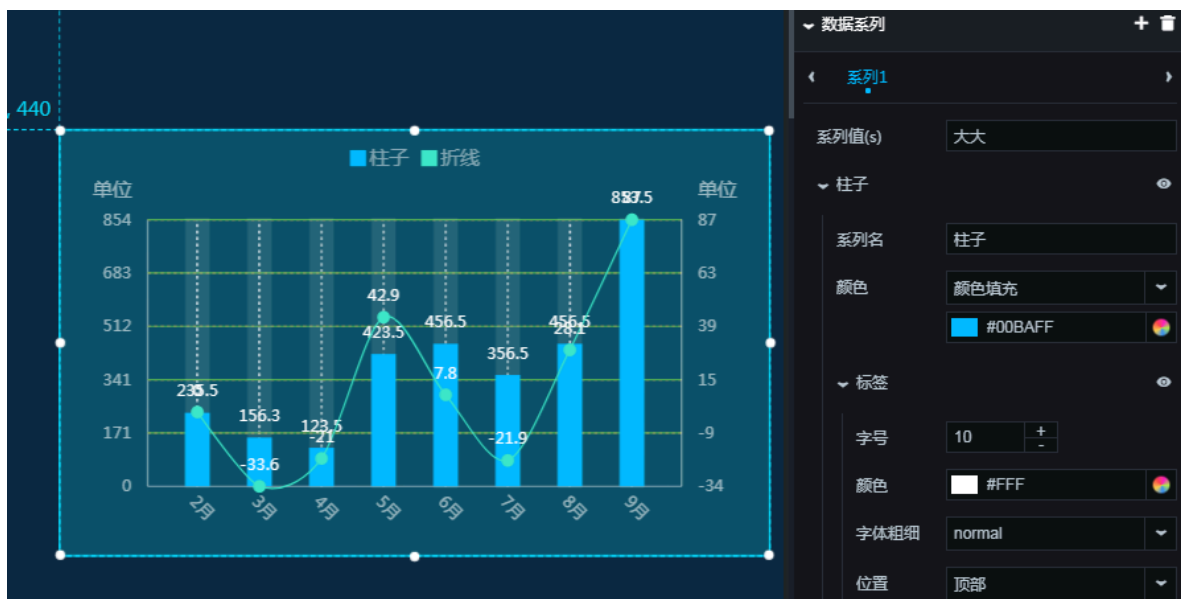 440
柱子 折线
单位
单位
854
683
512
341
171
0
87
63
39
15
-9
-34
235.5
156.3
-33.6
123.5
-21
42.9
423.5
456.5
7.8
356.5
-21.9
456.5
28.1
2月
3月
4月
5月
6月
7月
8月
9月
数据系列
系列1
系列值(s) 大大
柱子
系列名 柱子
颜色 颜色填充
#00BAFF
标签
字号 10 + -
颜色 #FFF
字体粗细 normal
位置 顶部